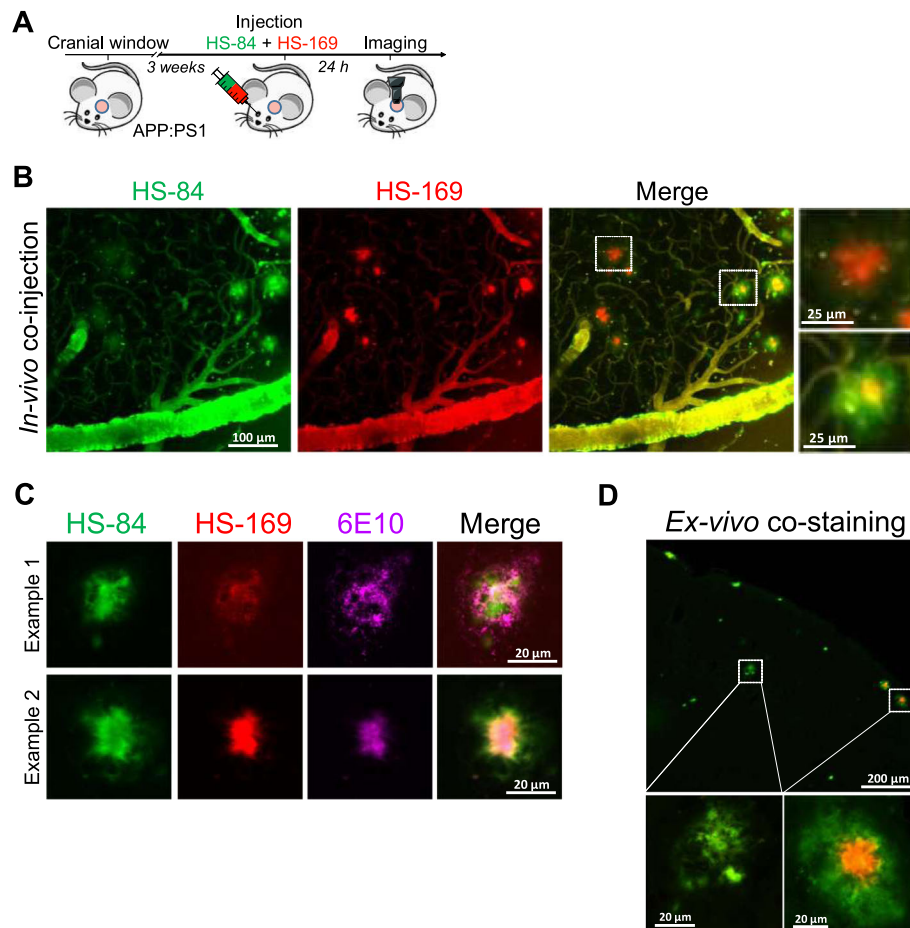 A
Cranial window
Injection
HS-84 + HS-169
Imaging
3 weeks
24 h
APP:PS1
B
HS-84
HS-169
Merge
In-vivo co-injection
100 µm
25 µm
25 µm
C
HS-84
HS-169
6E10
Merge
Example 1
20 µm
Example 2
20 µm
D
Ex-vivo co-staining
200 µm
20 µm
20 µm